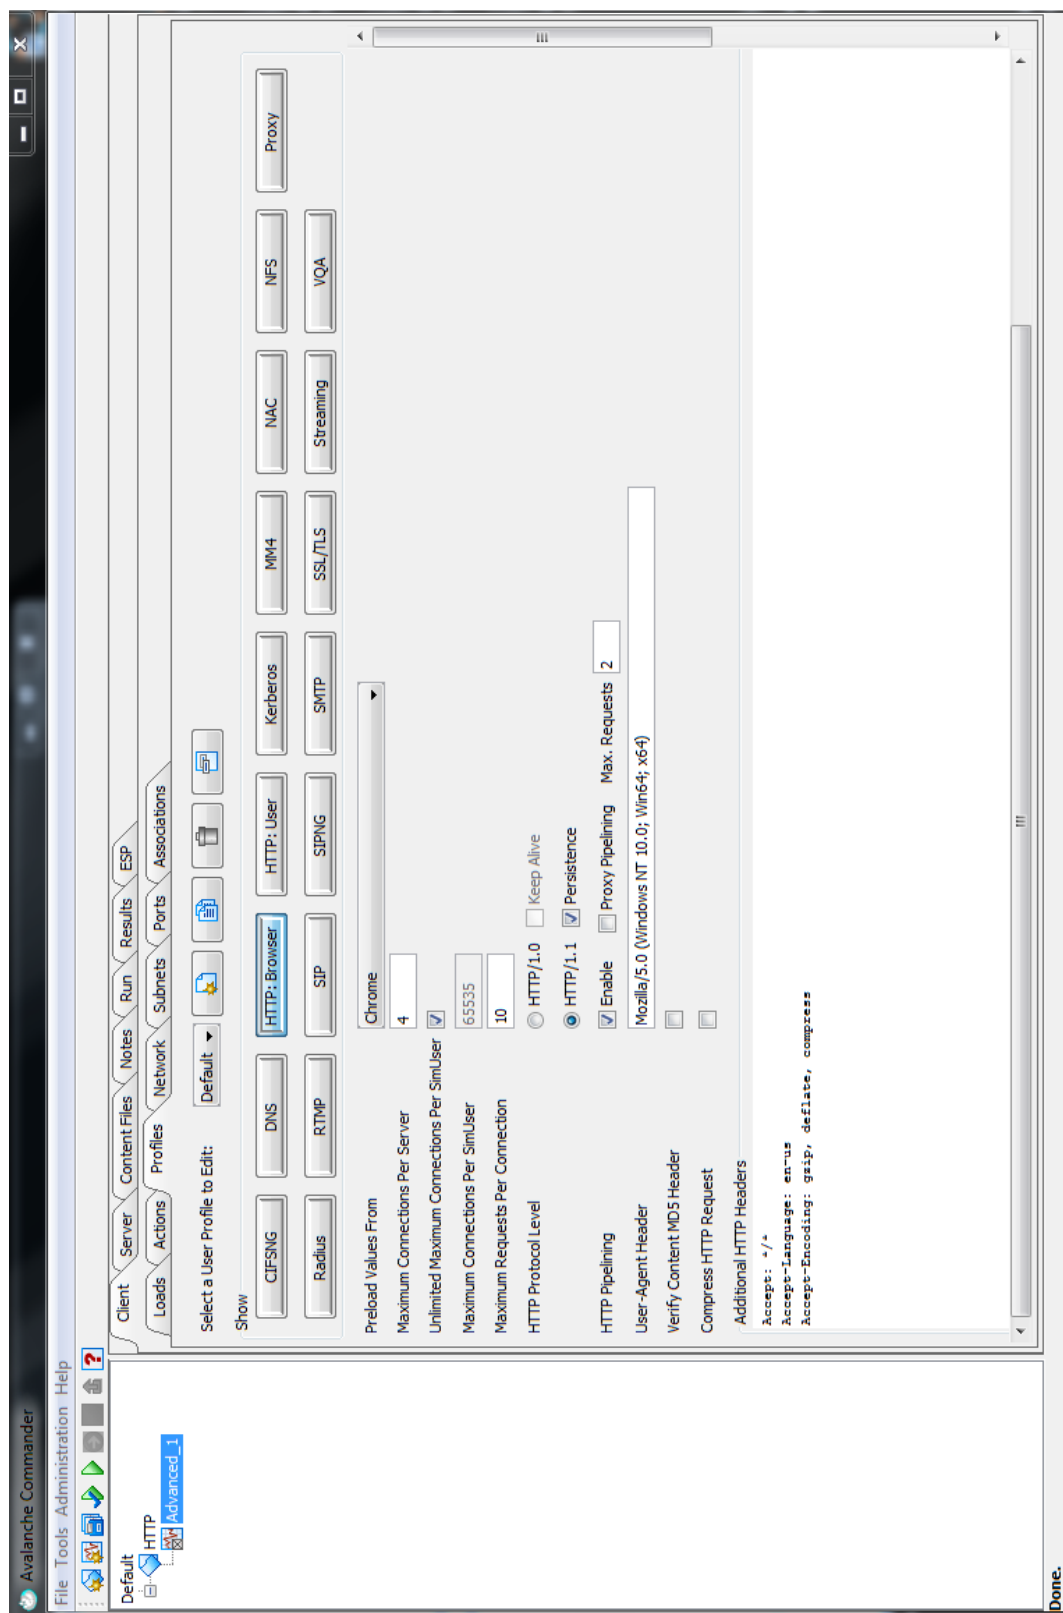 Avalanche Commander
File Tools Administration Help
Default
HTTP
Advanced_1
Client Server Content Files Notes Run Results ESP
Loads Actions Profiles Network Subnets Ports Associations
Select a User Profile to Edit: Default
Show
CIFSNG DNS HTTP: Browser HTTP: User Kerberos MM4 NAC NFS Proxy
Radius RTMP SIP SIPNG SMTP SSL/TLS Streaming VQA
Preload Values From Chrome
Maximum Connections Per Server 4
Unlimited Maximum Connections Per SimUser
Maximum Connections Per SimUser 65535
Maximum Requests Per Connection 10
HTTP Protocol Level HTTP/1.0 Keep Alive
HTTP/1.1 Persistence
HTTP Pipelining Enable Proxy Pipelining Max. Requests 2
User-Agent Header Mozilla/5.0 (Windows NT 10.0; Win64; x64)
Verify Content MD5 Header
Compress HTTP Request
Additional HTTP Headers
Accept: */*
Accept-Language: en-us
Accept-Encoding: gzip, deflate, compress
Done.